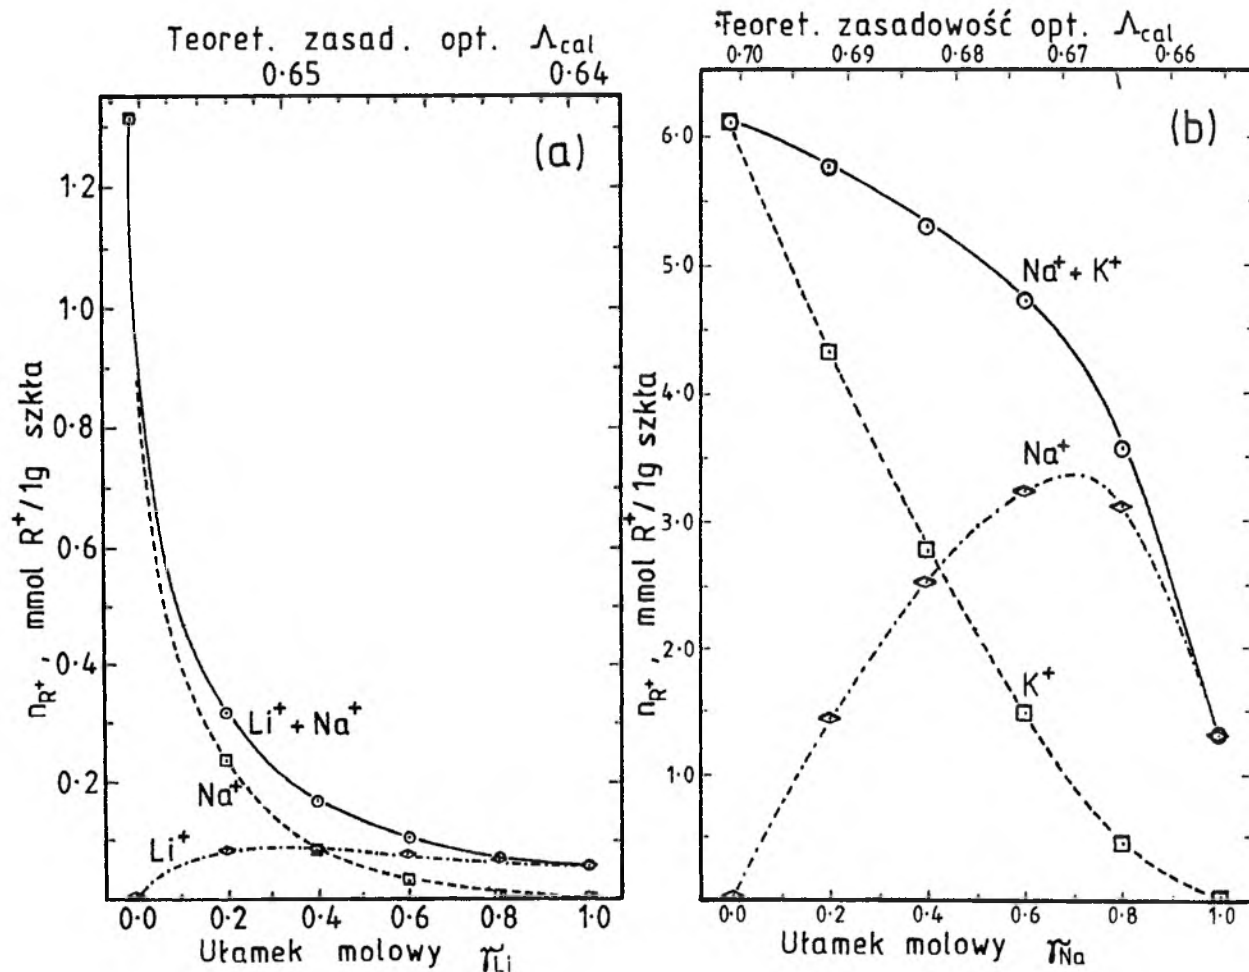 Teoret. zasad. opt. Λcal
0.65 0.64
(a)
1.2
1.0
0.8
0.6
0.4
0.2
nR+, mmol R+/1g szkła
Li+ + Na+
Na+
Li+
0.0 0.2 0.4 0.6 0.8 1.0
Ułamek molowy γLi
Teoret. zasadowość opt. Λcal
0.70 0.69 0.68 0.67 0.66
(b)
6.0
5.0
4.0
3.0
2.0
1.0
nR+, mmol R+/1g szkła
Na+ + K+
Na+
K+
0.0 0.2 0.4 0.6 0.8 1.0
Ułamek molowy γNa